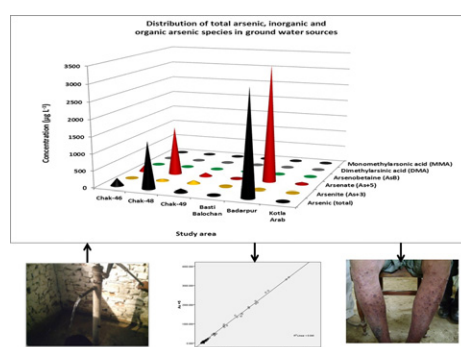 Distribution of total arsenic, inorganic and
organic arsenic species in ground water sources
3500
3000
2500
2000
1500
1000
500
0
Concentration (µg L⁻¹)
Monomethylarsonic acid (MMA)
Dimethylarsinic acid (DMA)
Arsenobetaine (AsB)
Arsenate (As+5)
Arsenite (As+3)
Arsenic (total)
Chak-46
Chak-48
Chak-49
Basti
Balochan
Badarpur
Kotla
Arab
Study area